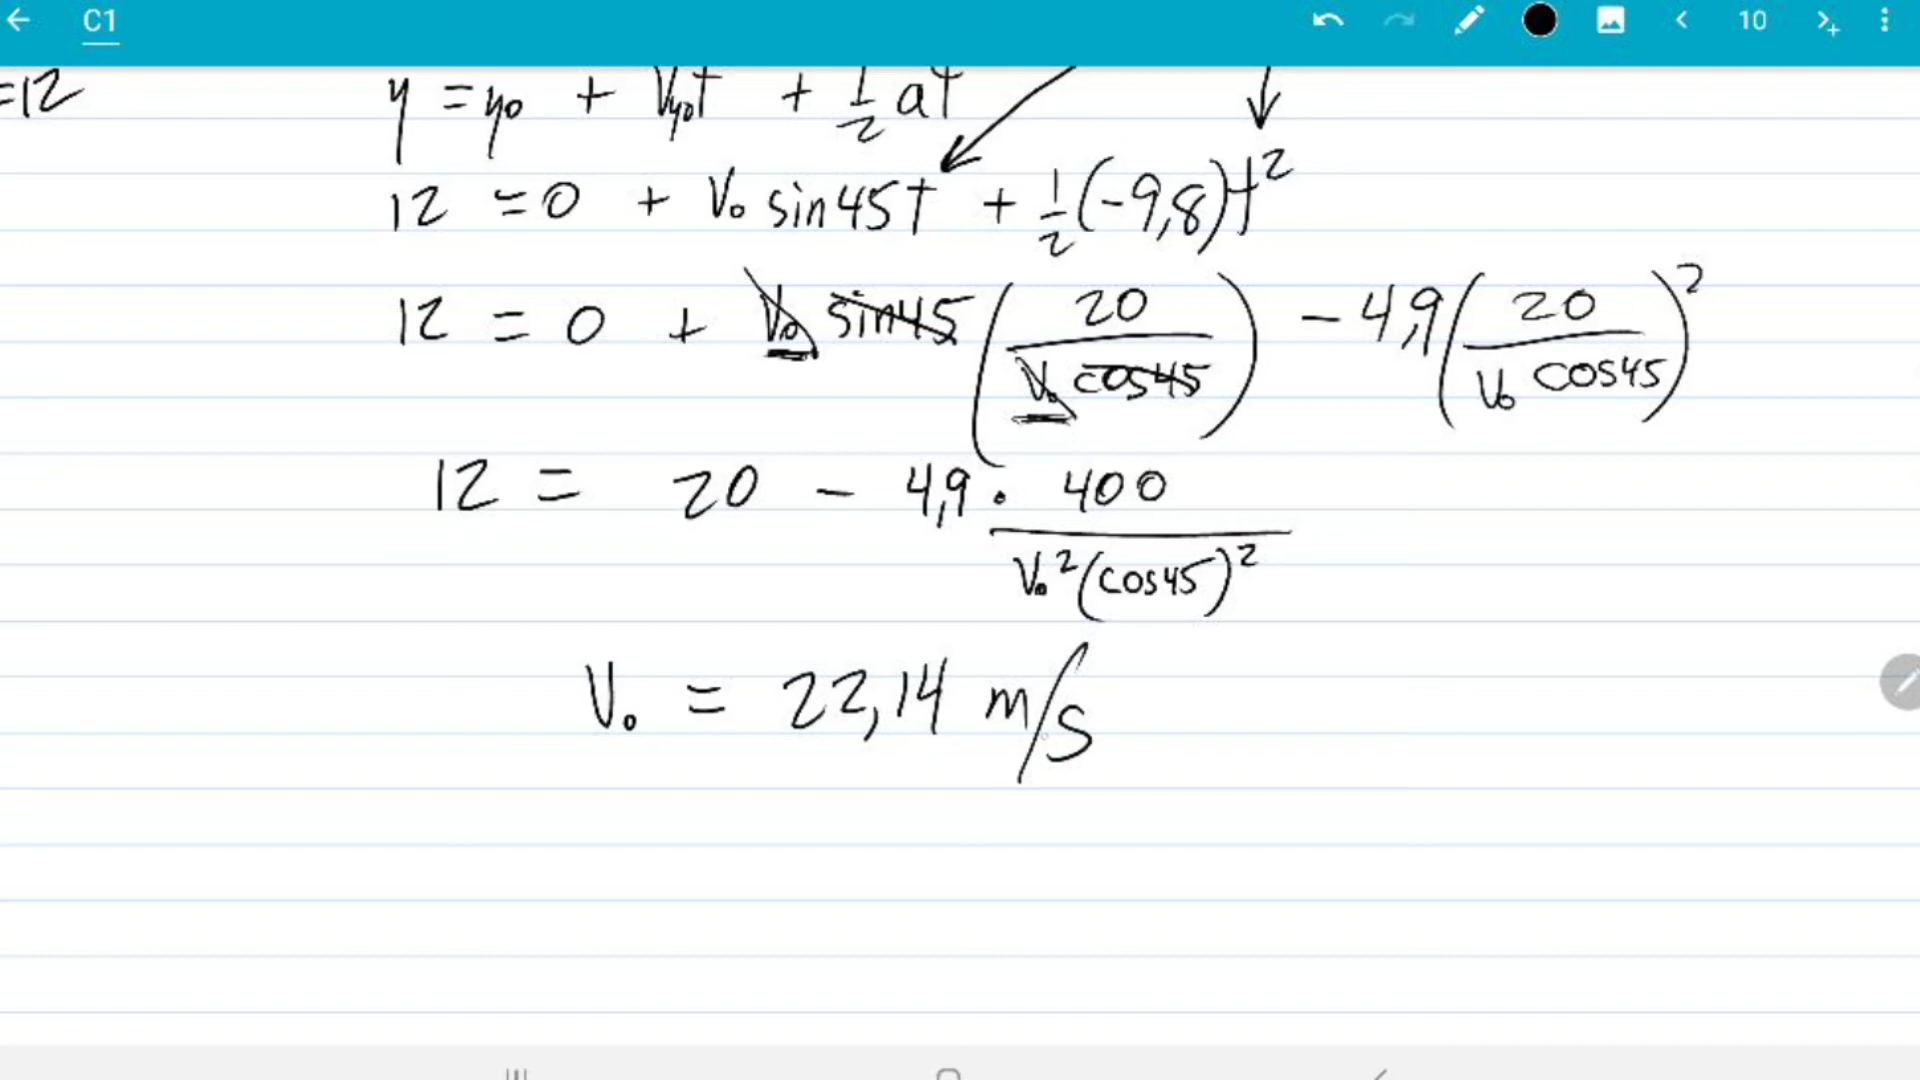 C1
10
=12
y = y₀ + Vy₀t + 1/2 at
12 = 0 + V₀ sin45t + 1/2 (-9,8)t²
12 = 0 + V₀ sin45 (20 / V₀ cos45) - 4,9 (20 / V₀ cos45)²
12 = 20 - 4,9 · 400 / V₀² (cos45)²
V₀ = 22,14 m/s